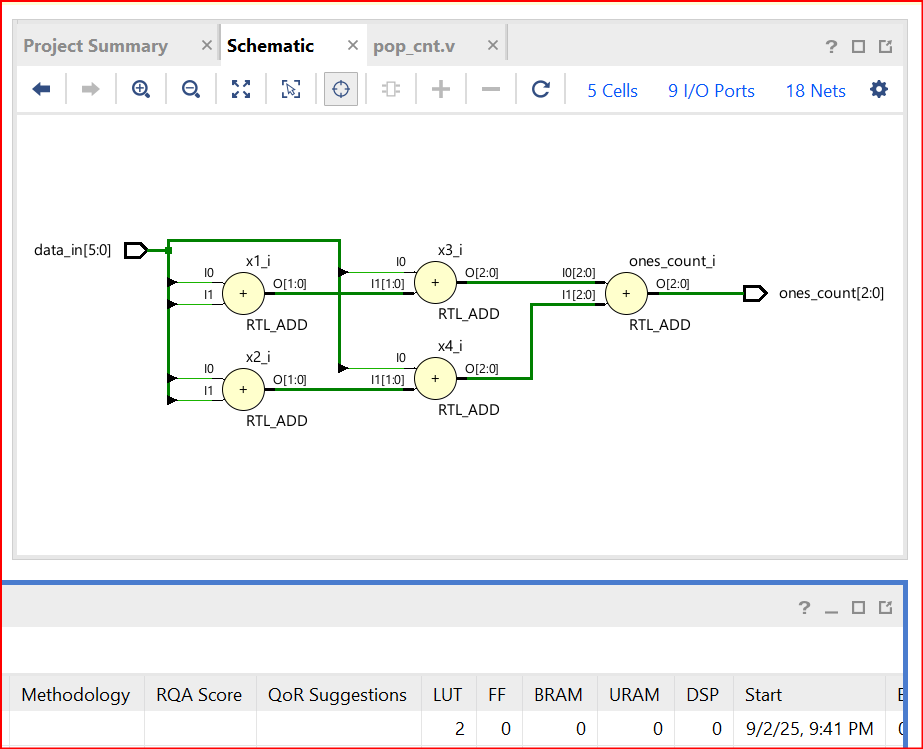 Project Summary × Schematic × pop_cnt.v × ?
5 Cells 9 I/O Ports 18 Nets
data_in[5:0]
x1_i
I0
I1
+
O[1:0]
RTL_ADD
x2_i
I0
I1
+
O[1:0]
RTL_ADD
x3_i
I0
I1[1:0]
+
O[2:0]
RTL_ADD
x4_i
I0
I1[1:0]
+
O[2:0]
RTL_ADD
ones_count_i
I0[2:0]
I1[2:0]
+
O[2:0]
RTL_ADD
ones_count[2:0]
?
Methodology RQA Score QoR Suggestions LUT FF BRAM URAM DSP Start
2 0 0 0 0 9/2/25, 9:41 PM